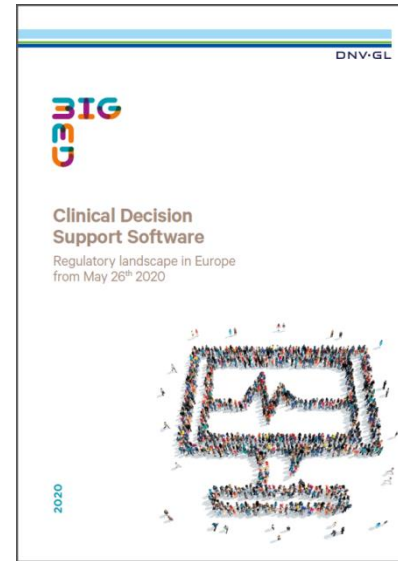 DNV·GL
BIG
MED
Clinical Decision
Support Software
Regulatory landscape in Europe
from May 26th 2020
2020